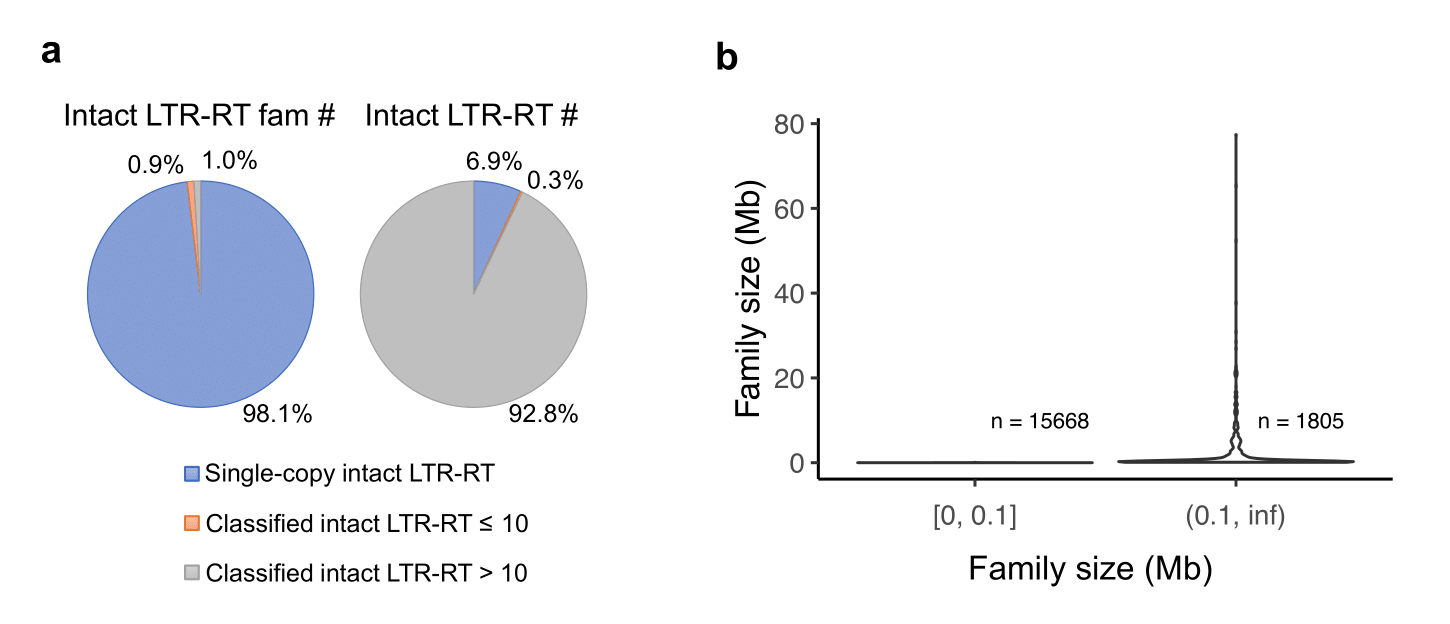 a
Intact LTR-RT fam #
Intact LTR-RT #
0.9%
1.0%
6.9%
0.3%
98.1%
92.8%
Single-copy intact LTR-RT
Classified intact LTR-RT ≤ 10
Classified intact LTR-RT > 10
b
Family size (Mb)
80
60
40
20
0
n = 15668
n = 1805
[0, 0.1]
(0.1, inf)
Family size (Mb)